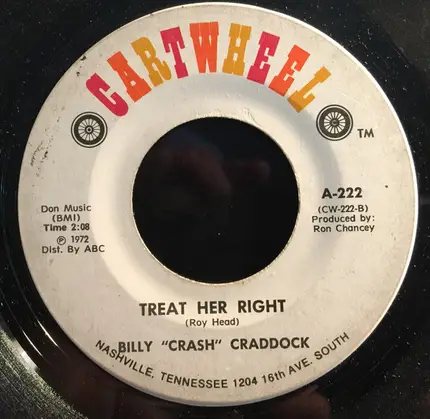 CARTWHEEL
TM
Don Music
(BMI)
Time 2:08
℗ 1972
Dist. By ABC
A-222
(CW-222-B)
Produced by:
Ron Chancey
TREAT HER RIGHT
(Roy Head)
BILLY "CRASH" CRADDOCK
NASHVILLE, TENNESSEE 1204 16th AVE. SOUTH